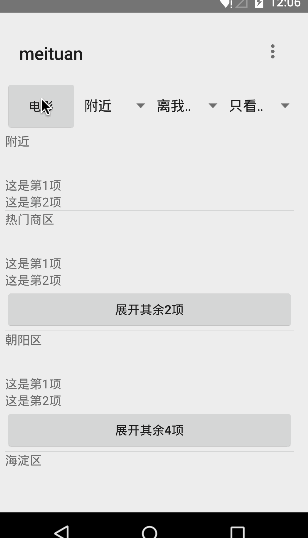 12:06
meituan
电影 附近 离我.. 只看..
附近
这是第1项
这是第2项
热门商区
这是第1项
这是第2项
展开其余2项
朝阳区
这是第1项
这是第2项
展开其余4项
海淀区